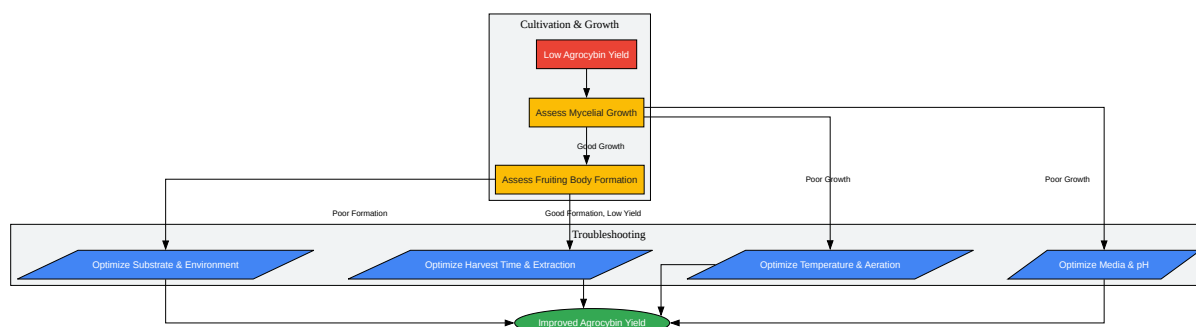 Cultivation & Growth
Low Agrocybin Yield
Assess Mycelial Growth
Good Growth
Assess Fruiting Body Formation
Poor Growth
Poor Growth
Poor Formation
Good Formation, Low Yield
Troubleshooting
Optimize Substrate & Environment
Optimize Harvest Time & Extraction
Optimize Temperature & Aeration
Optimize Media & pH
Improved Agrocybin Yield